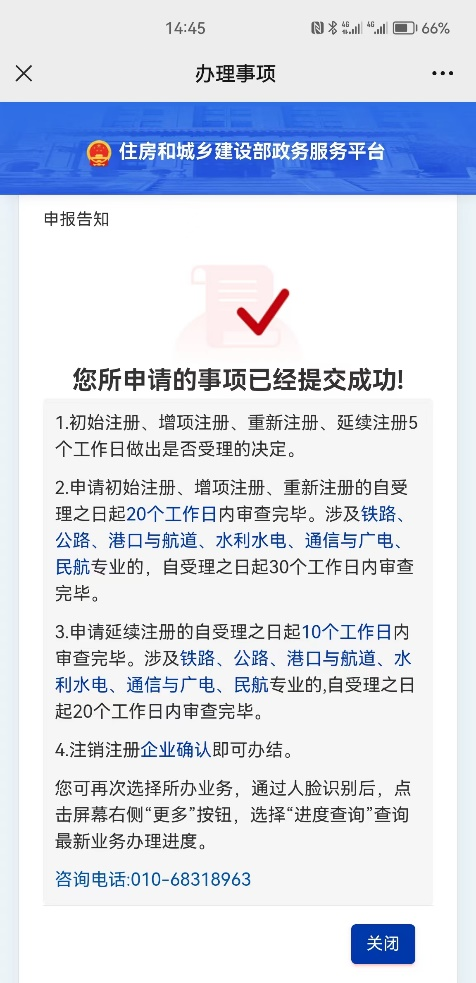 14:45
4G
4G
66%
办理事项
住房和城乡建设部政务服务平台
申报告知
您所申请的事项已经提交成功!
1.初始注册、增项注册、重新注册、延续注册5
个工作日做出是否受理的决定。
2.申请初始注册、增项注册、重新注册的自受
理之日起20个工作日内审查完毕。涉及铁路、
公路、港口与航道、水利水电、通信与广电、
民航专业的，自受理之日起30个工作日内审查
完毕。
3.申请延续注册的自受理之日起10个工作日内
审查完毕。涉及铁路、公路、港口与航道、水
利水电、通信与广电、民航专业的,自受理之日
起20个工作日内审查完毕。
4.注销注册企业确认即可办结。
您可再次选择所办业务，通过人脸识别后，点
击屏幕右侧“更多”按钮，选择“进度查询”查询
最新业务办理进度。
咨询电话:010-68318963
关闭